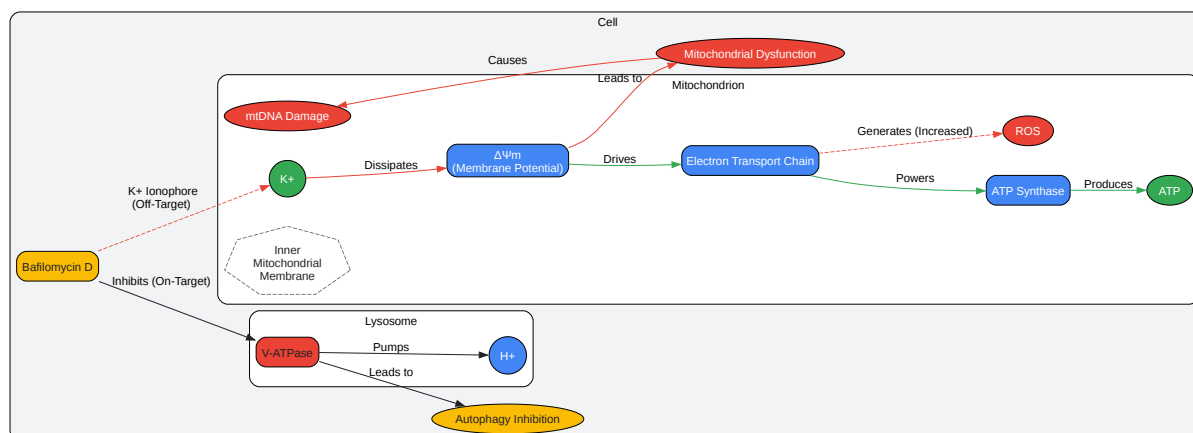 Cell
Mitochondrial Dysfunction
Causes
Leads to
Mitochondrion
mtDNA Damage
Generates (Increased)
ROS
ΔΨm
(Membrane Potential)
Drives
Electron Transport Chain
Dissipates
K+
Powers
ATP Synthase
Produces
ATP
K+ Ionophore
(Off-Target)
Inner
Mitochondrial
Membrane
Bafilomycin D
Inhibits (On-Target)
Lysosome
V-ATPase
Pumps
H+
Leads to
Autophagy Inhibition